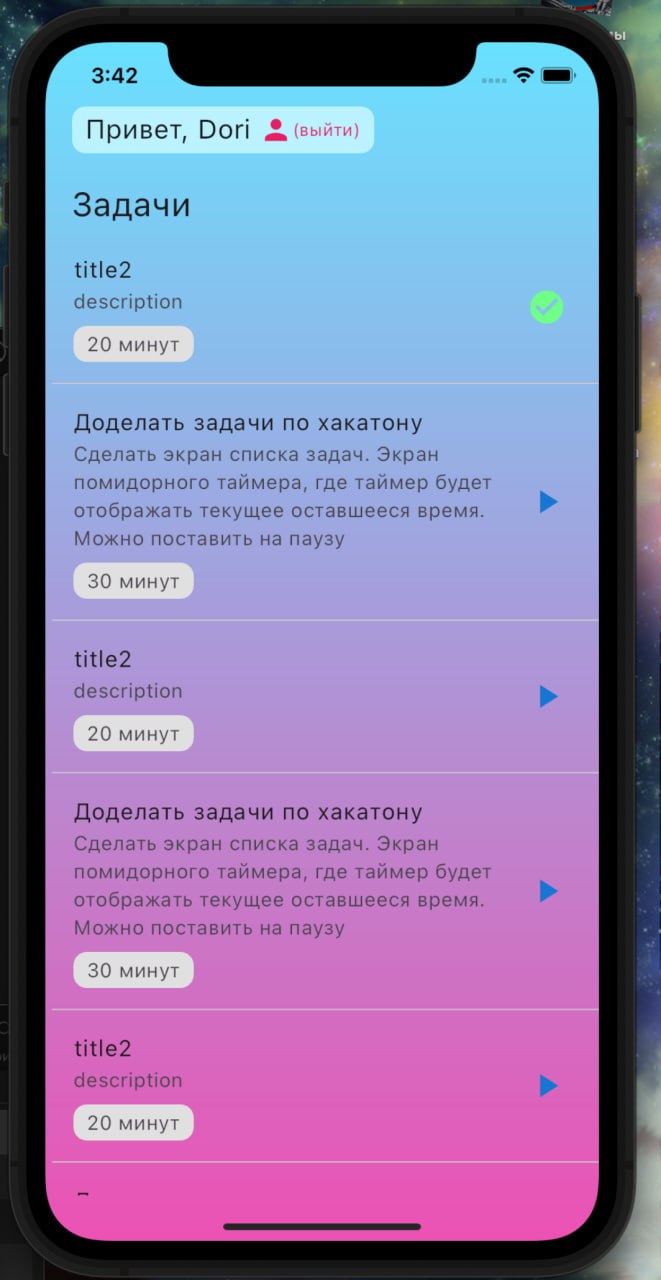 3:42
Привет, Dori (выйти)
Задачи
title2
description
20 минут
Доделать задачи по хакатону
Сделать экран списка задач. Экран
помидорного таймера, где таймер будет
отображать текущее оставшееся время.
Можно поставить на паузу
30 минут
title2
description
20 минут
Доделать задачи по хакатону
Сделать экран списка задач. Экран
помидорного таймера, где таймер будет
отображать текущее оставшееся время.
Можно поставить на паузу
30 минут
title2
description
20 минут